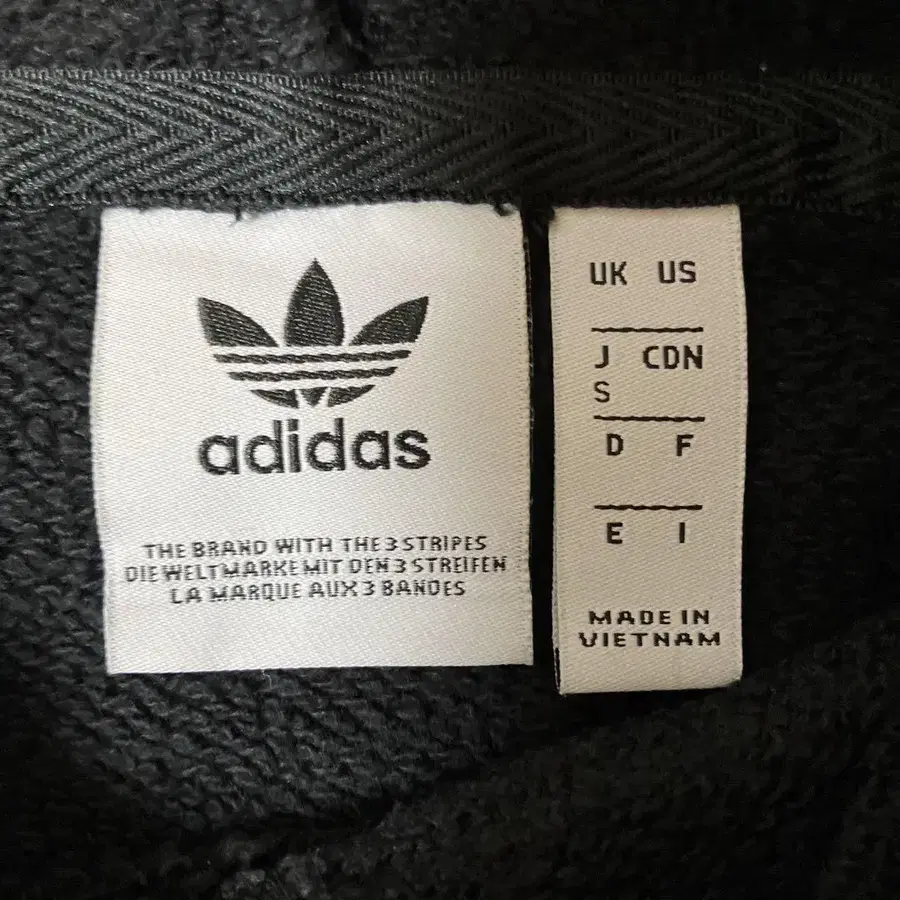 adidas
THE BRAND WITH THE 3 STRIPES
DIE WELTMARKE MIT DEN 3 STREIFEN
LA MARQUE AUX 3 BANDES
UK US
J CDN
S
D F
E I
MADE IN
VIETNAM